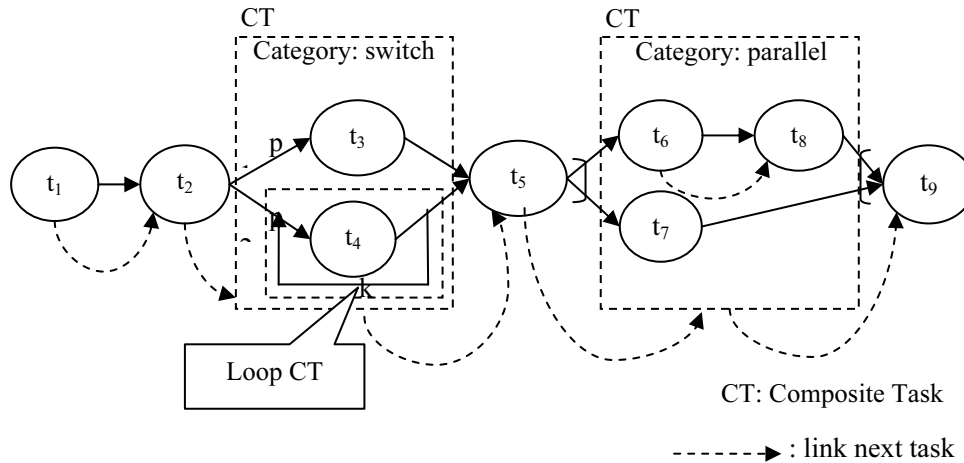 CT
Category: switch
CT
Category: parallel
t1
t2
p
t3
p
t4
k
Loop CT
t5
t6
t8
t7
t9
CT: Composite Task
: link next task